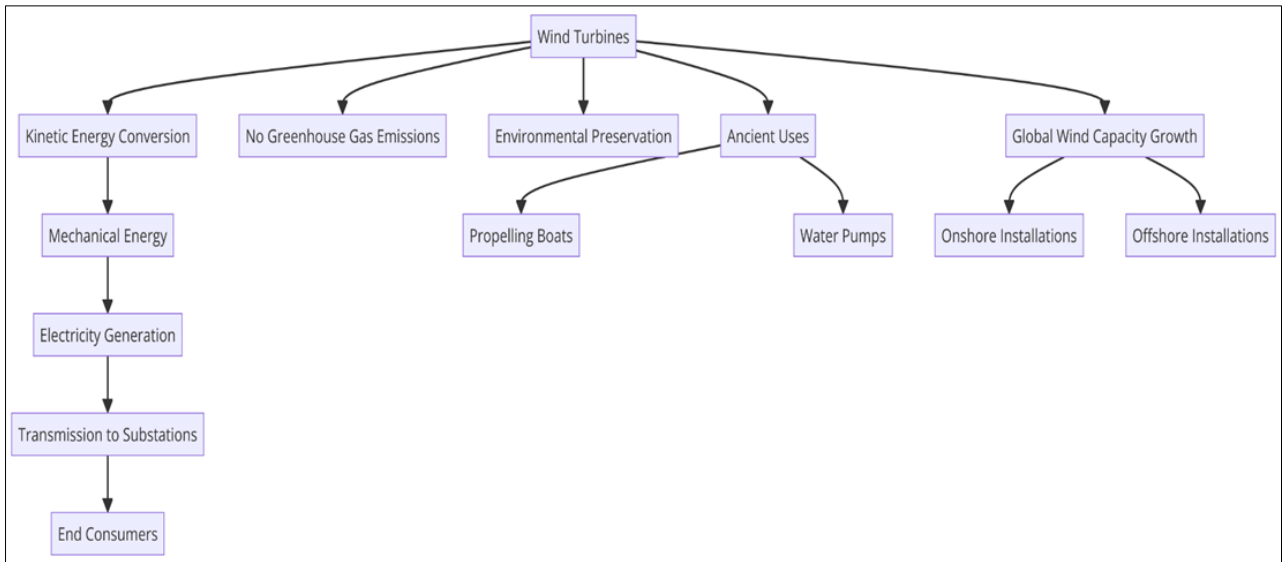 Wind Turbines
Kinetic Energy Conversion
No Greenhouse Gas Emissions
Environmental Preservation
Ancient Uses
Global Wind Capacity Growth
Mechanical Energy
Propelling Boats
Water Pumps
Onshore Installations
Offshore Installations
Electricity Generation
Transmission to Substations
End Consumers